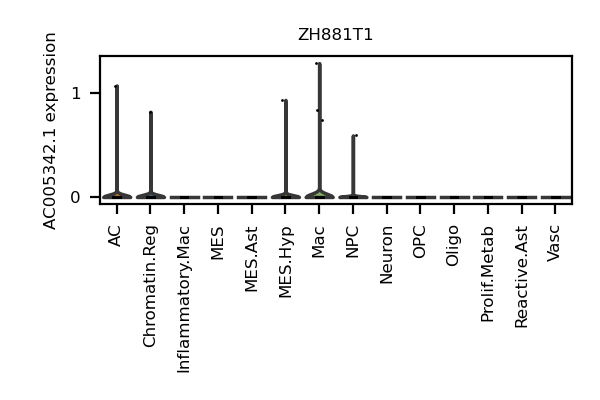 ZH881T1
AC005342.1 expression
1
0
AC
Chromatin.Reg
Inflammatory.Mac
MES
MES.Ast
MES.Hyp
Mac
NPC
Neuron
OPC
Oligo
Prolif.Metab
Reactive.Ast
Vasc